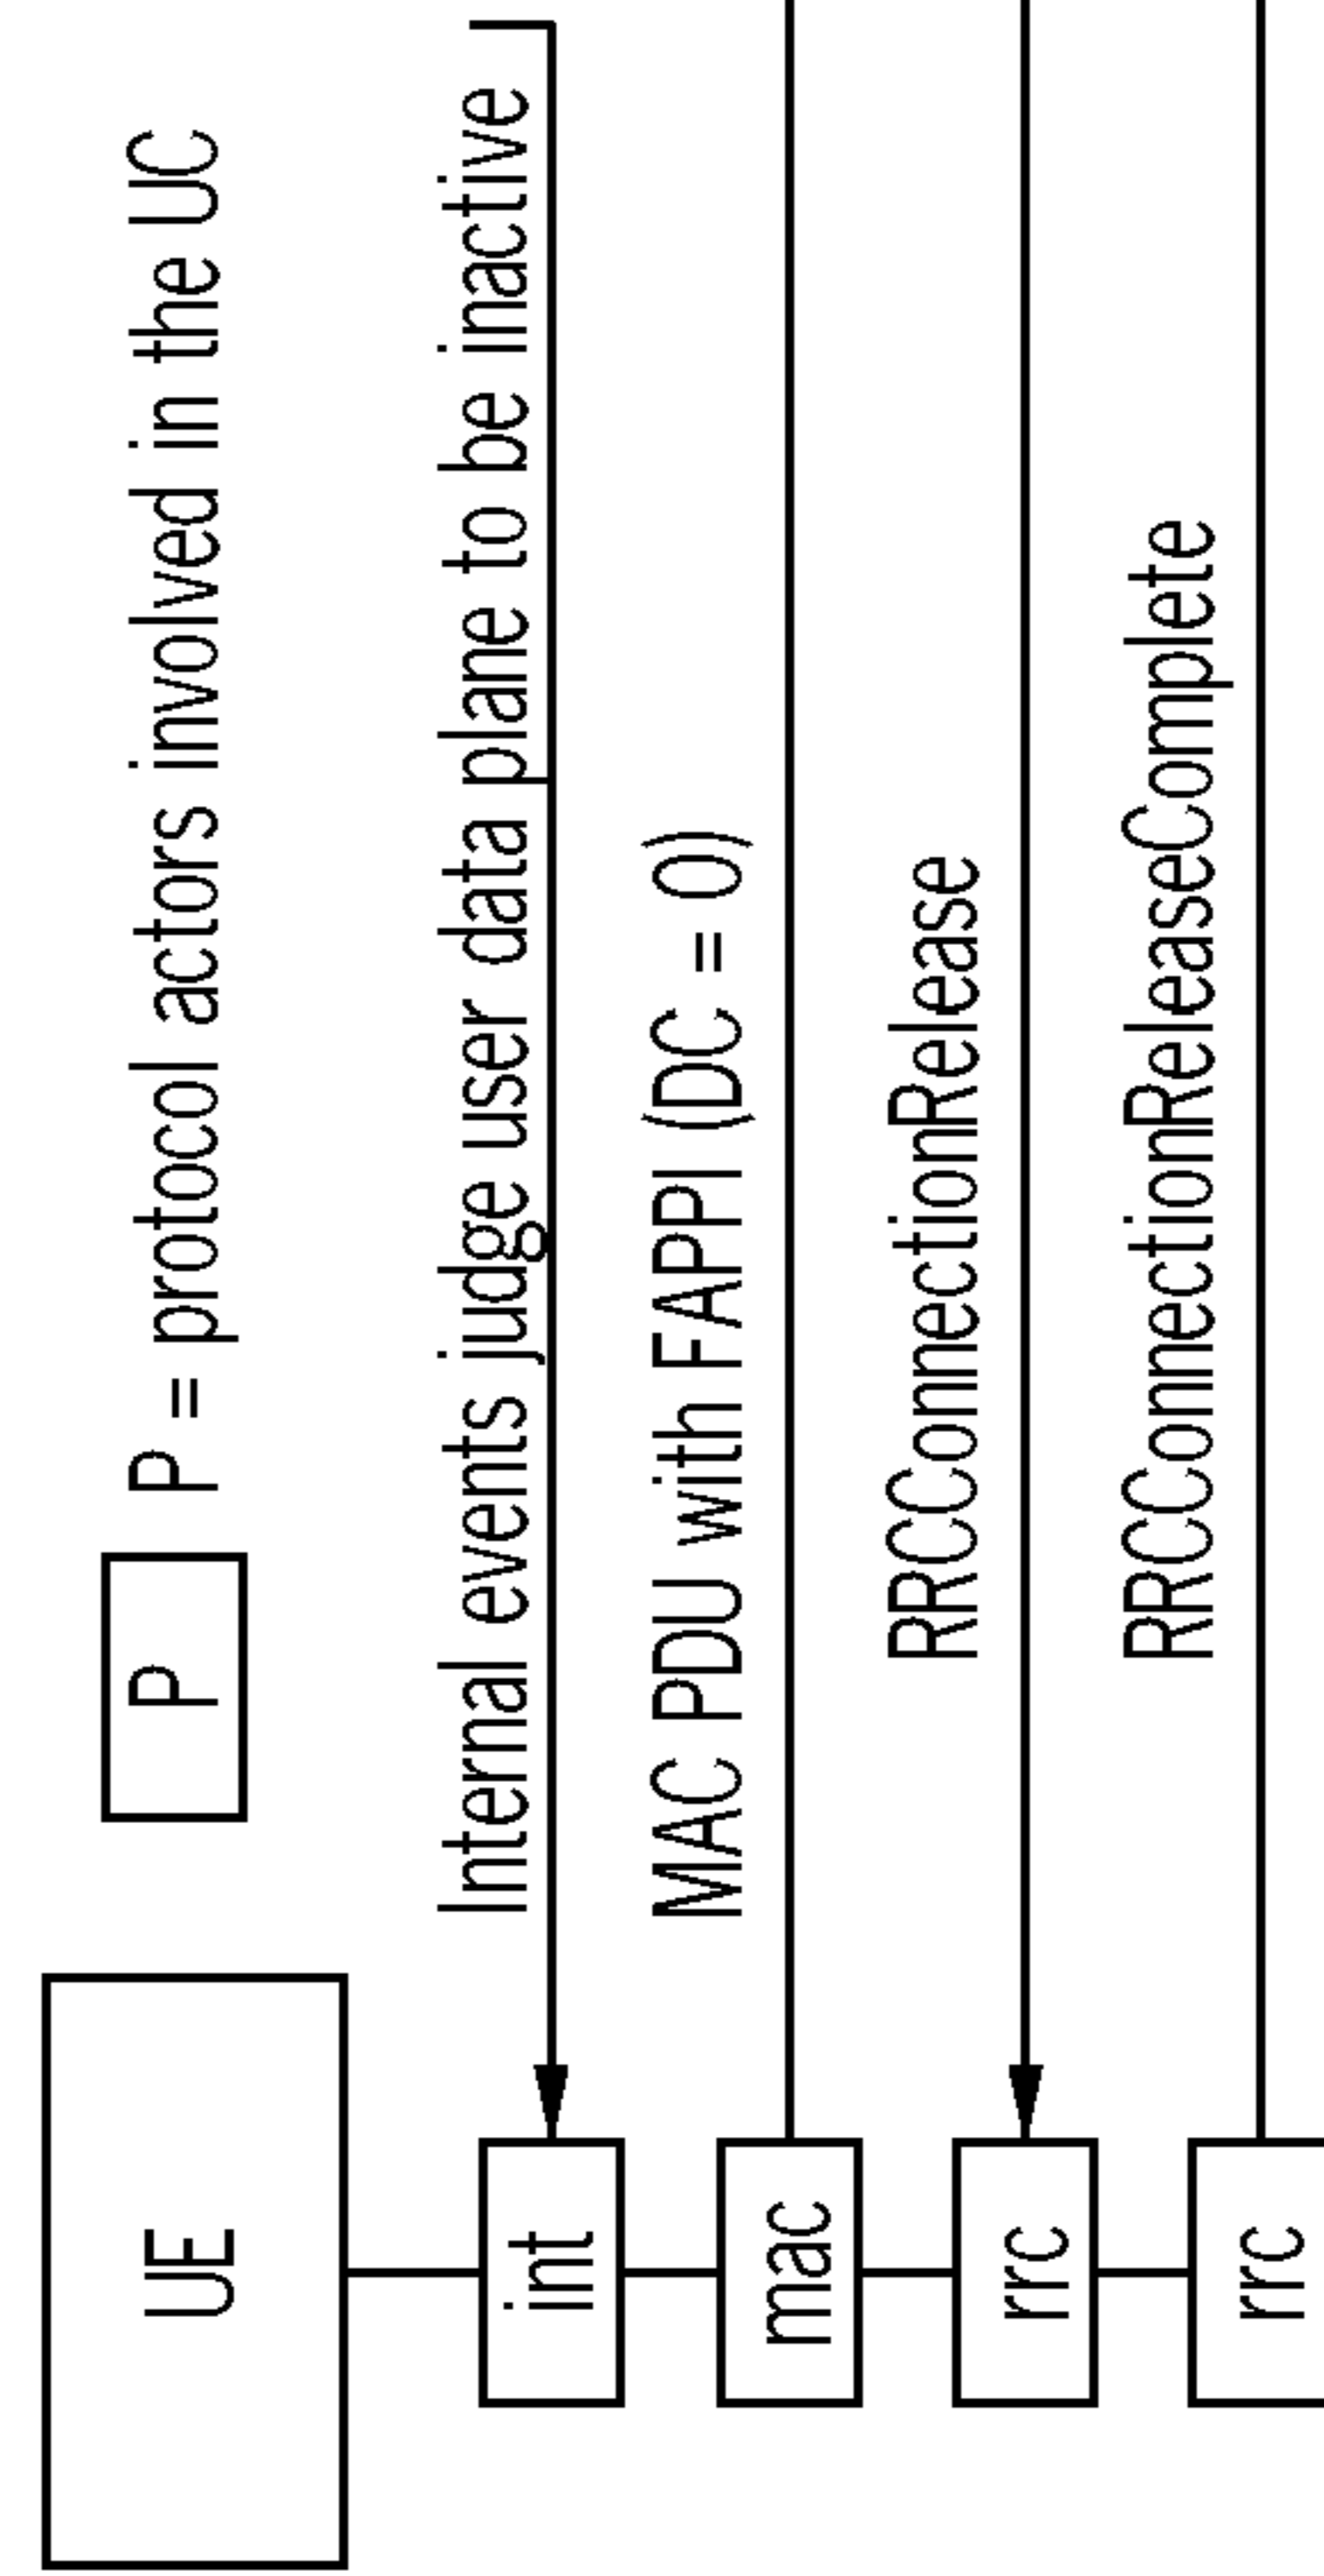 P P = protocol actors involved in the UC
UE
Internal events judge user data plane to be inactive
int
MAC PDU with FAPPI (DC = 0)
mac
RRCConnectionRelease
rrc
RRCConnectionReleaseComplete
rrc